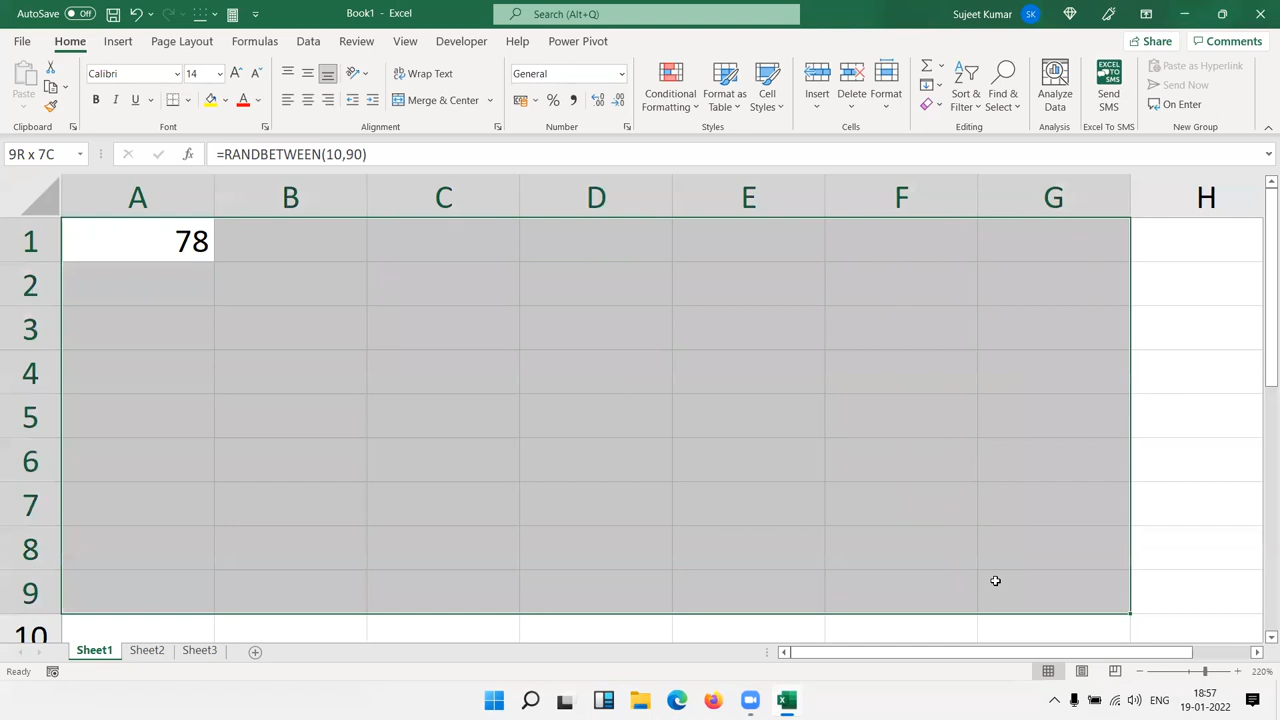 AutoSave Off Book1 - Excel Search (Alt+Q) Sujeet Kumar SK
File Home Insert Page Layout Formulas Data Review View Developer Help Power Pivot Share Comments
Paste Calibri 14 A A Wrap Text General Conditional Formatting Format as Table Cell Styles Insert Delete Format Sort & Filter Find & Select Analyze Data EXCEL TO SMS Send SMS Paste as Hyperlink
B I U A Merge & Center % Send Now
On Enter
Clipboard Font Alignment Number Styles Cells Editing Analysis Excel To SMS New Group
9R x 7C fx =RANDBETWEEN(10,90)
A B C D E F G H
1 78
2
3
4
5
6
7
8
9
10
Sheet1 Sheet2 Sheet3
Ready 220%
ENG 18:57
19-01-2022